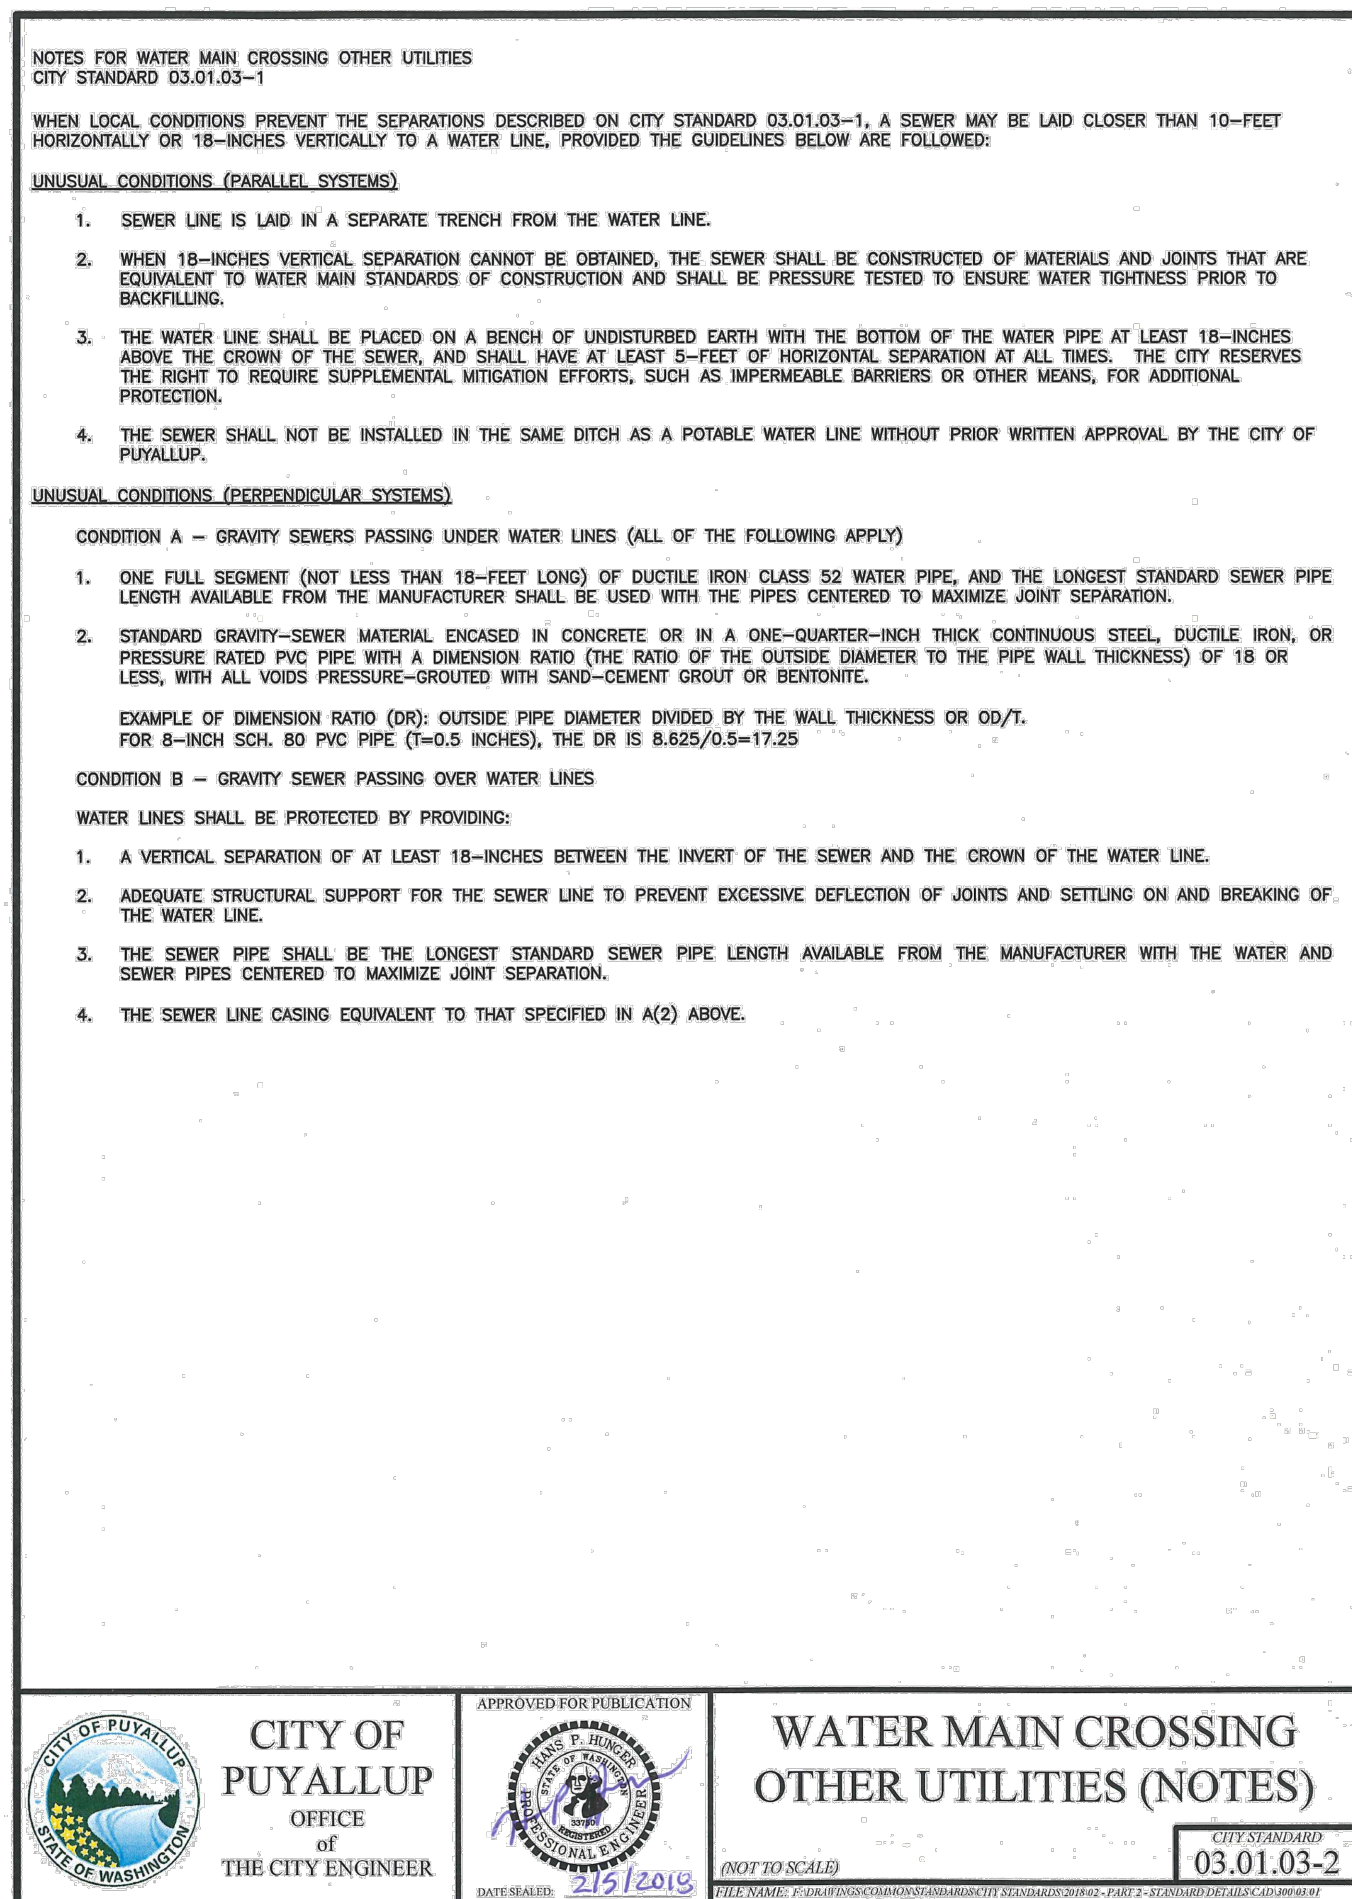 NOTES FOR WATER MAIN CROSSING OTHER UTILITIES
CITY STANDARD 03.01.03-1
WHEN LOCAL CONDITIONS PREVENT THE SEPARATIONS DESCRIBED ON CITY STANDARD 03.01.03-1, A SEWER MAY BE LAID CLOSER THAN 10-FEET
HORIZONTALLY OR 18-INCHES VERTICALLY TO A WATER LINE, PROVIDED THE GUIDELINES BELOW ARE FOLLOWED:
UNUSUAL CONDITIONS (PARALLEL SYSTEMS)
1. SEWER LINE IS LAID IN A SEPARATE TRENCH FROM THE WATER LINE.
2. WHEN 18-INCHES VERTICAL SEPARATION CANNOT BE OBTAINED, THE SEWER SHALL BE CONSTRUCTED OF MATERIALS AND JOINTS THAT ARE
EQUIVALENT TO WATER MAIN STANDARDS OF CONSTRUCTION AND SHALL BE PRESSURE TESTED TO ENSURE WATER TIGHTNESS PRIOR TO
BACKFILLING.
3. THE WATER LINE SHALL BE PLACED ON A BENCH OF UNDISTURBED EARTH WITH THE BOTTOM OF THE WATER PIPE AT LEAST 18-INCHES
ABOVE THE CROWN OF THE SEWER, AND SHALL HAVE AT LEAST 5-FEET OF HORIZONTAL SEPARATION AT ALL TIMES. THE CITY RESERVES
THE RIGHT TO REQUIRE SUPPLEMENTAL MITIGATION EFFORTS, SUCH AS IMPERMEABLE BARRIERS OR OTHER MEANS, FOR ADDITIONAL
PROTECTION.
4. THE SEWER SHALL NOT BE INSTALLED IN THE SAME DITCH AS A POTABLE WATER LINE WITHOUT PRIOR WRITTEN APPROVAL BY THE CITY OF
PUYALLUP.
UNUSUAL CONDITIONS (PERPENDICULAR SYSTEMS)
CONDITION A - GRAVITY SEWERS PASSING UNDER WATER LINES (ALL OF THE FOLLOWING APPLY)
1. ONE FULL SEGMENT (NOT LESS THAN 18-FEET LONG) OF DUCTILE IRON CLASS 52 WATER PIPE, AND THE LONGEST STANDARD SEWER PIPE
LENGTH AVAILABLE FROM THE MANUFACTURER SHALL BE USED WITH THE PIPES CENTERED TO MAXIMIZE JOINT SEPARATION.
2. STANDARD GRAVITY-SEWER MATERIAL ENCASED IN CONCRETE OR IN A ONE-QUARTER-INCH THICK CONTINUOUS STEEL, DUCTILE IRON, OR
PRESSURE RATED PVC PIPE WITH A DIMENSION RATIO (THE RATIO OF THE OUTSIDE DIAMETER TO THE PIPE WALL THICKNESS) OF 18 OR
LESS, WITH ALL VOIDS PRESSURE-GROUTED WITH SAND-CEMENT GROUT OR BENTONITE.
EXAMPLE OF DIMENSION RATIO (DR): OUTSIDE PIPE DIAMETER DIVIDED BY THE WALL THICKNESS OR OD/T.
FOR 8-INCH SCH. 80 PVC PIPE (T=0.5 INCHES), THE DR IS 8.625/0.5=17.25
CONDITION B - GRAVITY SEWER PASSING OVER WATER LINES
WATER LINES SHALL BE PROTECTED BY PROVIDING:
1. A VERTICAL SEPARATION OF AT LEAST 18-INCHES BETWEEN THE INVERT OF THE SEWER AND THE CROWN OF THE WATER LINE.
2. ADEQUATE STRUCTURAL SUPPORT FOR THE SEWER LINE TO PREVENT EXCESSIVE DEFLECTION OF JOINTS AND SETTLING ON AND BREAKING OF
THE WATER LINE.
3. THE SEWER PIPE SHALL BE THE LONGEST STANDARD SEWER PIPE LENGTH AVAILABLE FROM THE MANUFACTURER WITH THE WATER AND
SEWER PIPES CENTERED TO MAXIMIZE JOINT SEPARATION.
4. THE SEWER LINE CASING EQUIVALENT TO THAT SPECIFIED IN A(2) ABOVE.
CITY OF PUYALLUP
STATE OF WASHINGTON
CITY OF
PUYALLUP
OFFICE
of
THE CITY ENGINEER
APPROVED FOR PUBLICATION
HANS P. HUNGER
STATE OF WASHINGTON
33750
REGISTERED
PROFESSIONAL ENGINEER
DATE SEALED: 2/5/2019
WATER MAIN CROSSING
OTHER UTILITIES (NOTES)
(NOT TO SCALE)
CITY STANDARD
03.01.03-2
FILE NAME: F:\DRAWINGS\COMMON\STANDARDS\CITY STANDARDS\2018\02 - PART 2 - STANDARD DETAILS\CAD\300\03.01